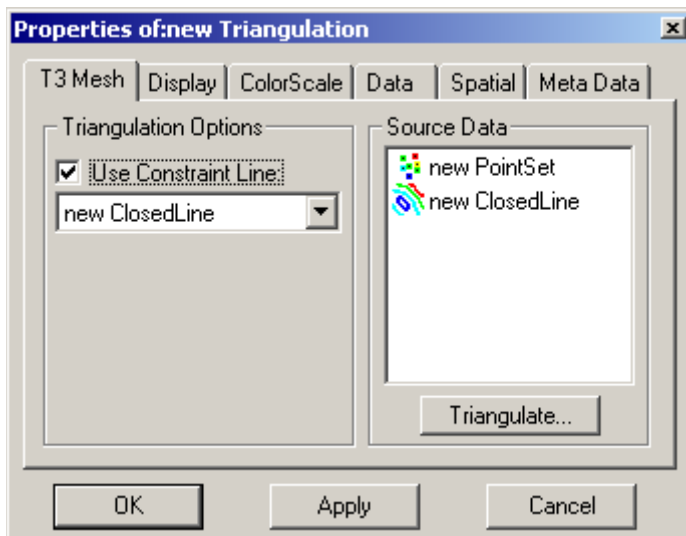 Properties of:new Triangulation
T3 Mesh Display ColorScale Data Spatial Meta Data
Triangulation Options
Use Constraint Line:
new ClosedLine
Source Data
new PointSet
new ClosedLine
Triangulate...
OK Apply Cancel